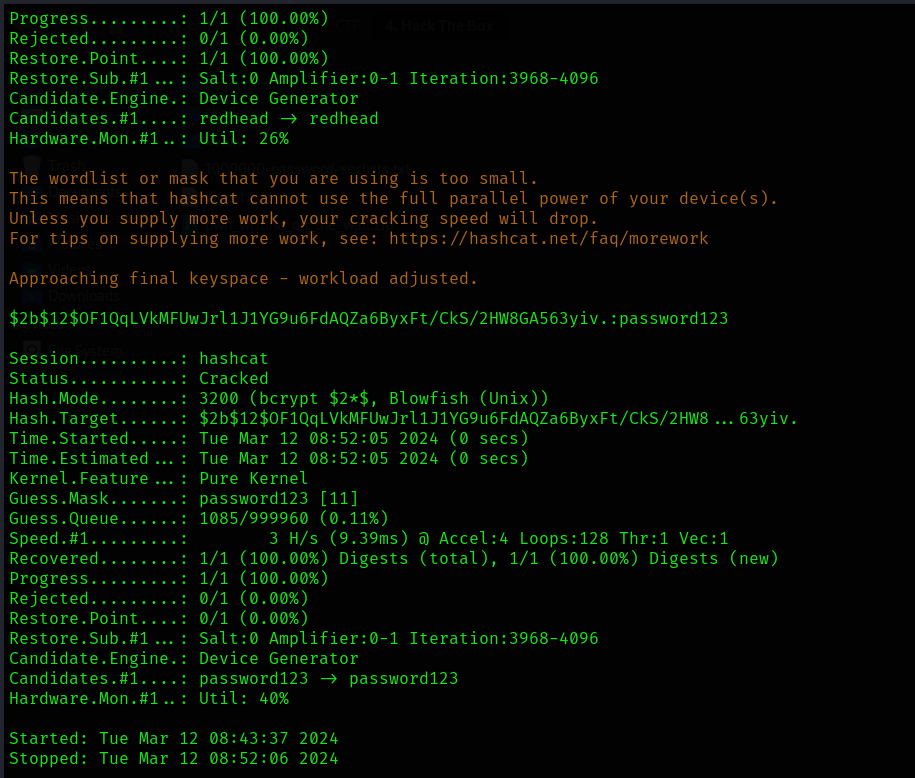 4. Hack The Box
Progress.........: 1/1 (100.00%)
Rejected.........: 0/1 (0.00%)
Restore.Point....: 1/1 (100.00%)
Restore.Sub.#1...: Salt:0 Amplifier:0-1 Iteration:3968-4096
Candidate.Engine.: Device Generator
Candidates.#1....: redhead -> redhead
Hardware.Mon.#1..: Util: 26%
Trash
The wordlist or mask that you are using is too small.
This means that hashcat cannot use the full parallel power of your device(s).
Unless you supply more work, your cracking speed will drop.
For tips on supplying more work, see: https://hashcat.net/faq/morework
Approaching final keyspace - workload adjusted.
Downloads
$2b$12$OF1QqLVkMFUwJrl1J1YG9u6FdAQZa6ByxFt/CkS/2HW8GA563yiv.:password123
File System
Session..........: hashcat
Status...........: Cracked
Hash.Mode........: 3200 (bcrypt $2*$, Blowfish (Unix))
Hash.Target......: $2b$12$OF1QqLVkMFUwJrl1J1YG9u6FdAQZa6ByxFt/CkS/2HW8...63yiv.
Time.Started.....: Tue Mar 12 08:52:05 2024 (0 secs)
Time.Estimated...: Tue Mar 12 08:52:05 2024 (0 secs)
Kernel.Feature...: Pure Kernel
Guess.Mask.......: password123 [11]
Guess.Queue......: 1085/999960 (0.11%)
Speed.#1.........:        3 H/s (9.39ms) @ Accel:4 Loops:128 Thr:1 Vec:1
Recovered........: 1/1 (100.00%) Digests (total), 1/1 (100.00%) Digests (new)
Progress.........: 1/1 (100.00%)
Rejected.........: 0/1 (0.00%)
Restore.Point....: 0/1 (0.00%)
Restore.Sub.#1...: Salt:0 Amplifier:0-1 Iteration:3968-4096
Candidate.Engine.: Device Generator
Candidates.#1....: password123 -> password123
Hardware.Mon.#1..: Util: 40%
Started: Tue Mar 12 08:43:37 2024
Stopped: Tue Mar 12 08:52:06 2024